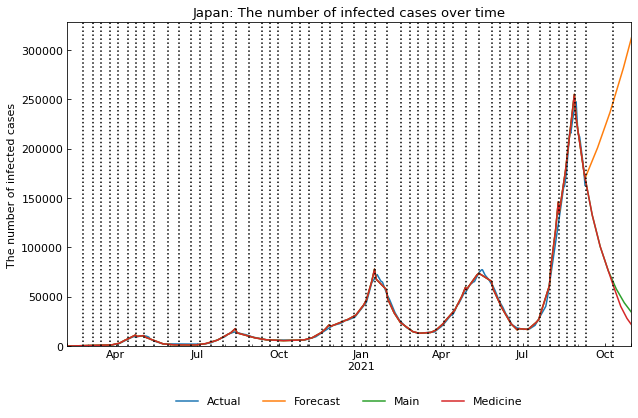 Japan: The number of infected cases over time
The number of infected cases
300000
250000
200000
150000
100000
50000
0
Apr Jul Oct Jan Apr Jul Oct
2021
Actual Forecast Main Medicine